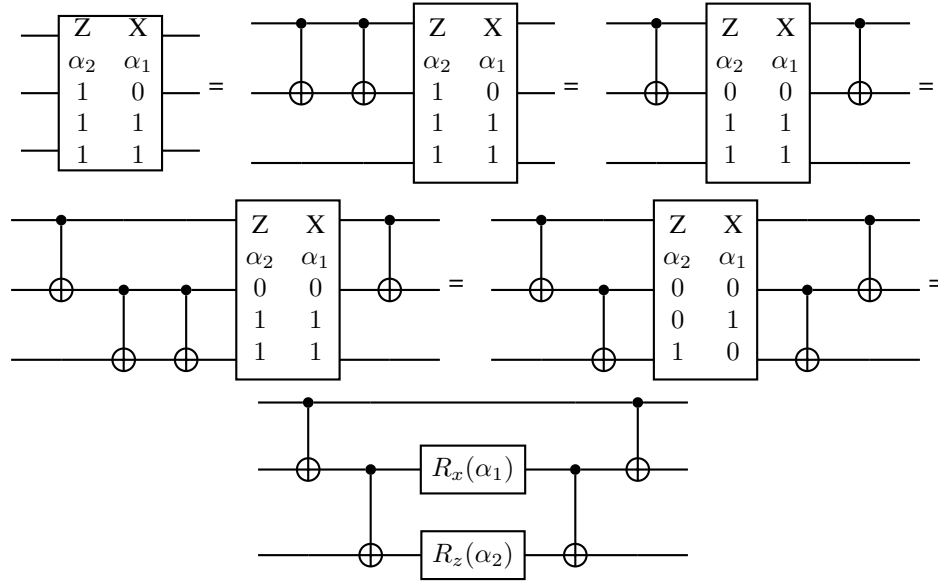 Z X Z X Z X
α₂ α₁ = α₂ α₁ = α₂ α₁ =
1 0 1 0 0 0
1 1 1 1 1 1
1 1 1 1 1 1
Z X Z X
α₂ α₁ = α₂ α₁ =
0 0 0 0
1 1 0 1
1 1 1 0
Rₓ(α₁)
R_z(α₂)